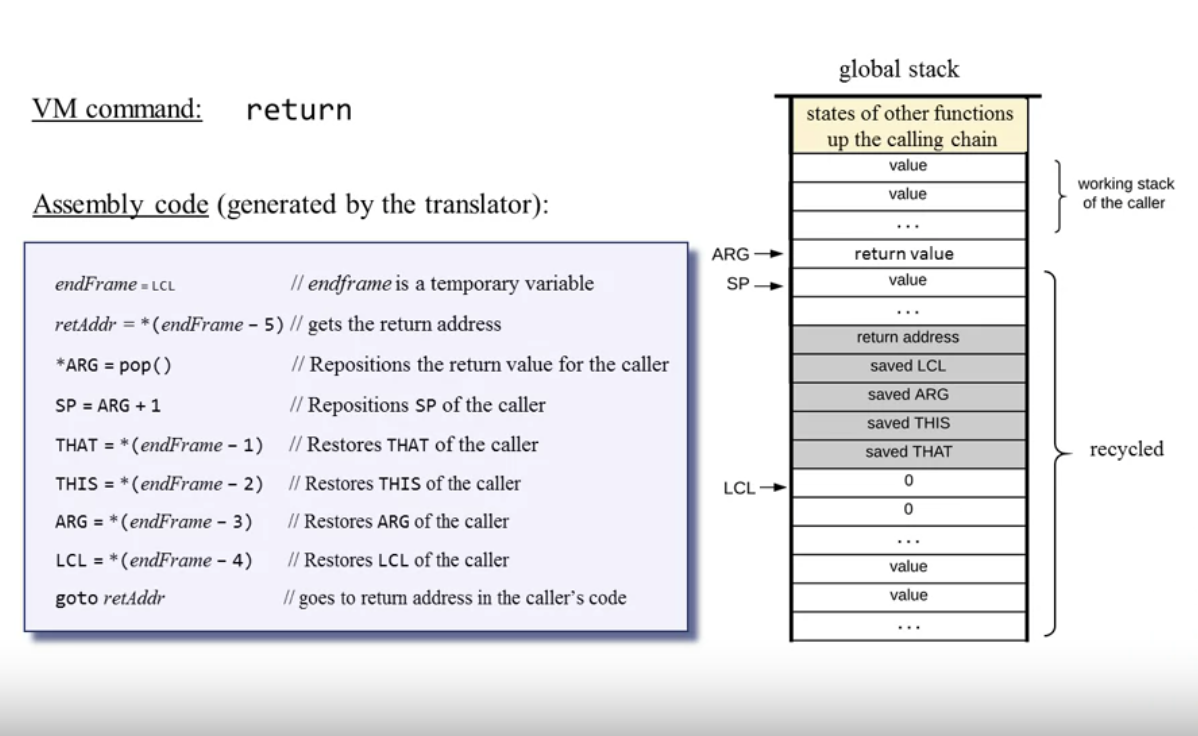 VM command: return
Assembly code (generated by the translator):
endFrame = LCL // endframe is a temporary variable
retAddr = *(endFrame – 5) // gets the return address
*ARG = pop() // Repositions the return value for the caller
SP = ARG + 1 // Repositions SP of the caller
THAT = *(endFrame – 1) // Restores THAT of the caller
THIS = *(endFrame – 2) // Restores THIS of the caller
ARG = *(endFrame – 3) // Restores ARG of the caller
LCL = *(endFrame – 4) // Restores LCL of the caller
goto retAddr // goes to return address in the caller's code
global stack
states of other functions
up the calling chain
value
value
...
working stack
of the caller
ARG
return value
SP
value
...
return address
saved LCL
saved ARG
saved THIS
saved THAT
recycled
LCL
0
0
...
value
value
...